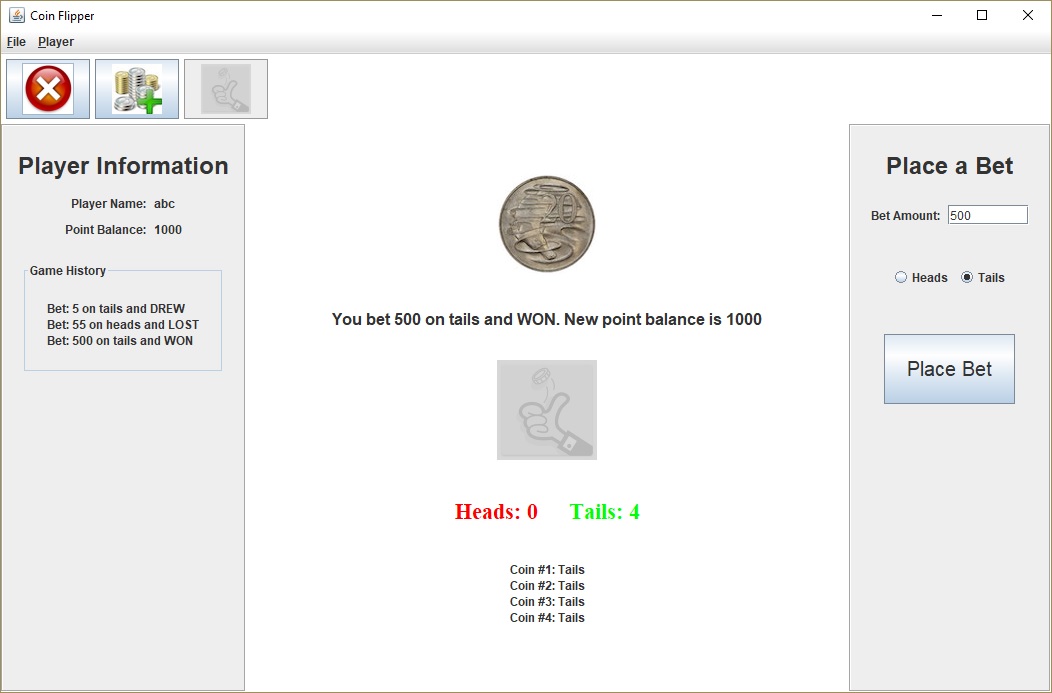 Coin Flipper
File Player
Player Information
Player Name: abc
Point Balance: 1000
Game History
Bet: 5 on tails and DREW
Bet: 55 on heads and LOST
Bet: 500 on tails and WON
20
You bet 500 on tails and WON. New point balance is 1000
Heads: 0 Tails: 4
Coin #1: Tails
Coin #2: Tails
Coin #3: Tails
Coin #4: Tails
Place a Bet
Bet Amount: 500
Heads Tails
Place Bet